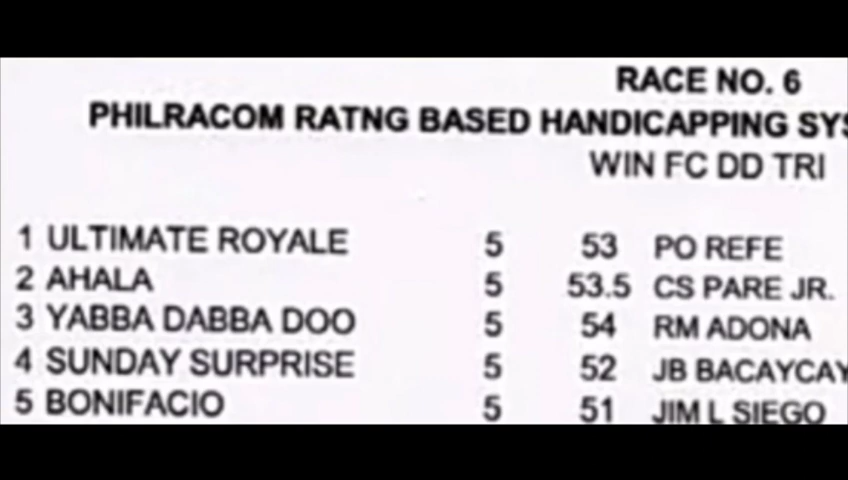 RACE NO. 6
PHILRACOM RATNG BASED HANDICAPPING
WIN FC DD TRI
1 ULTIMATE ROYALE 5 53 PO REFE
2 AHALA 5 53.5 CS PARE JR.
3 YABBA DABBA DOO 5 54 RM ADONA
4 SUNDAY SURPRISE 5 52 JB BACAYCAY
5 BONIFACIO 5 51 JIM L SIEGO